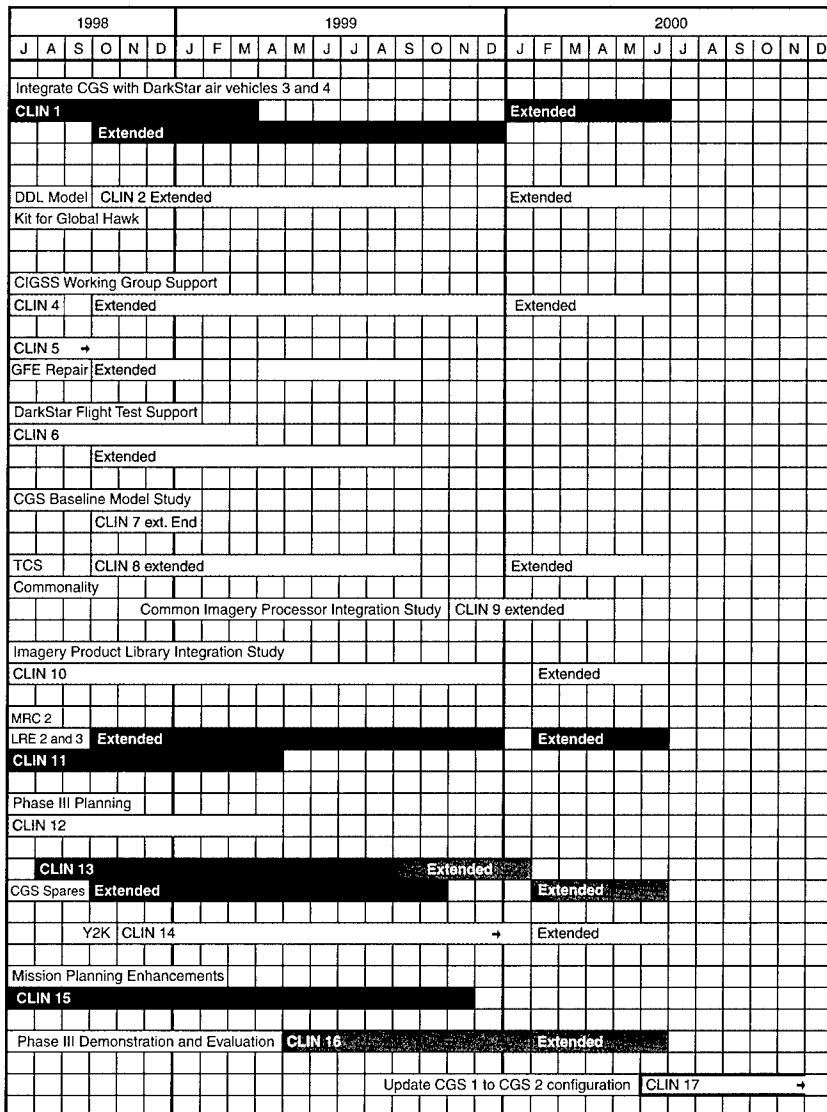 1998 1999 2000
J A S O N D J F M A M J J A S O N D J F M A M J J A S O N D
Integrate CGS with DarkStar air vehicles 3 and 4
CLIN 1 Extended
Extended
DDL Model CLIN 2 Extended Extended
Kit for Global Hawk
CIGSS Working Group Support
CLIN 4 Extended Extended
CLIN 5 →
GFE Repair Extended
DarkStar Flight Test Support
CLIN 6
Extended
CGS Baseline Model Study
CLIN 7 ext. End
TCS CLIN 8 extended Extended
Commonality
Common Imagery Processor Integration Study CLIN 9 extended
Imagery Product Library Integration Study
CLIN 10 Extended
MRC 2
LRE 2 and 3 Extended Extended
CLIN 11
Phase III Planning
CLIN 12
CLIN 13 Extended
CGS Spares Extended Extended
Y2K CLIN 14 → Extended
Mission Planning Enhancements
CLIN 15
Phase III Demonstration and Evaluation CLIN 16 Extended
Update CGS 1 to CGS 2 configuration CLIN 17 →